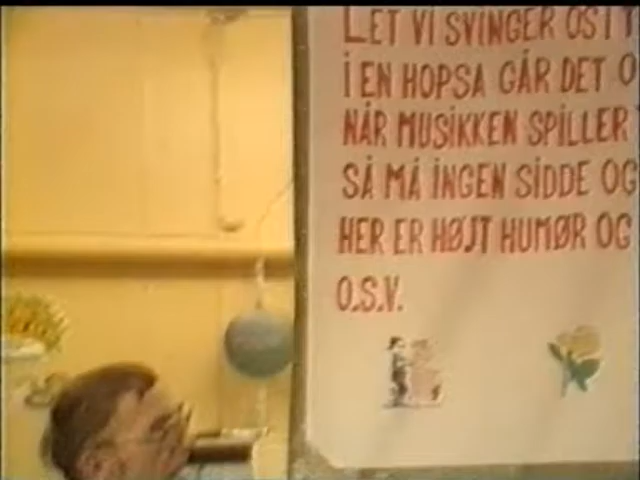 LET VI SVINGER OS I
I EN HOPSA GÅR DET O
NÅR MUSIKKEN SPILLER
SÅ MÅ INGEN SIDDE OG
HER ER HØJT HUMØR OG
O.S.V.